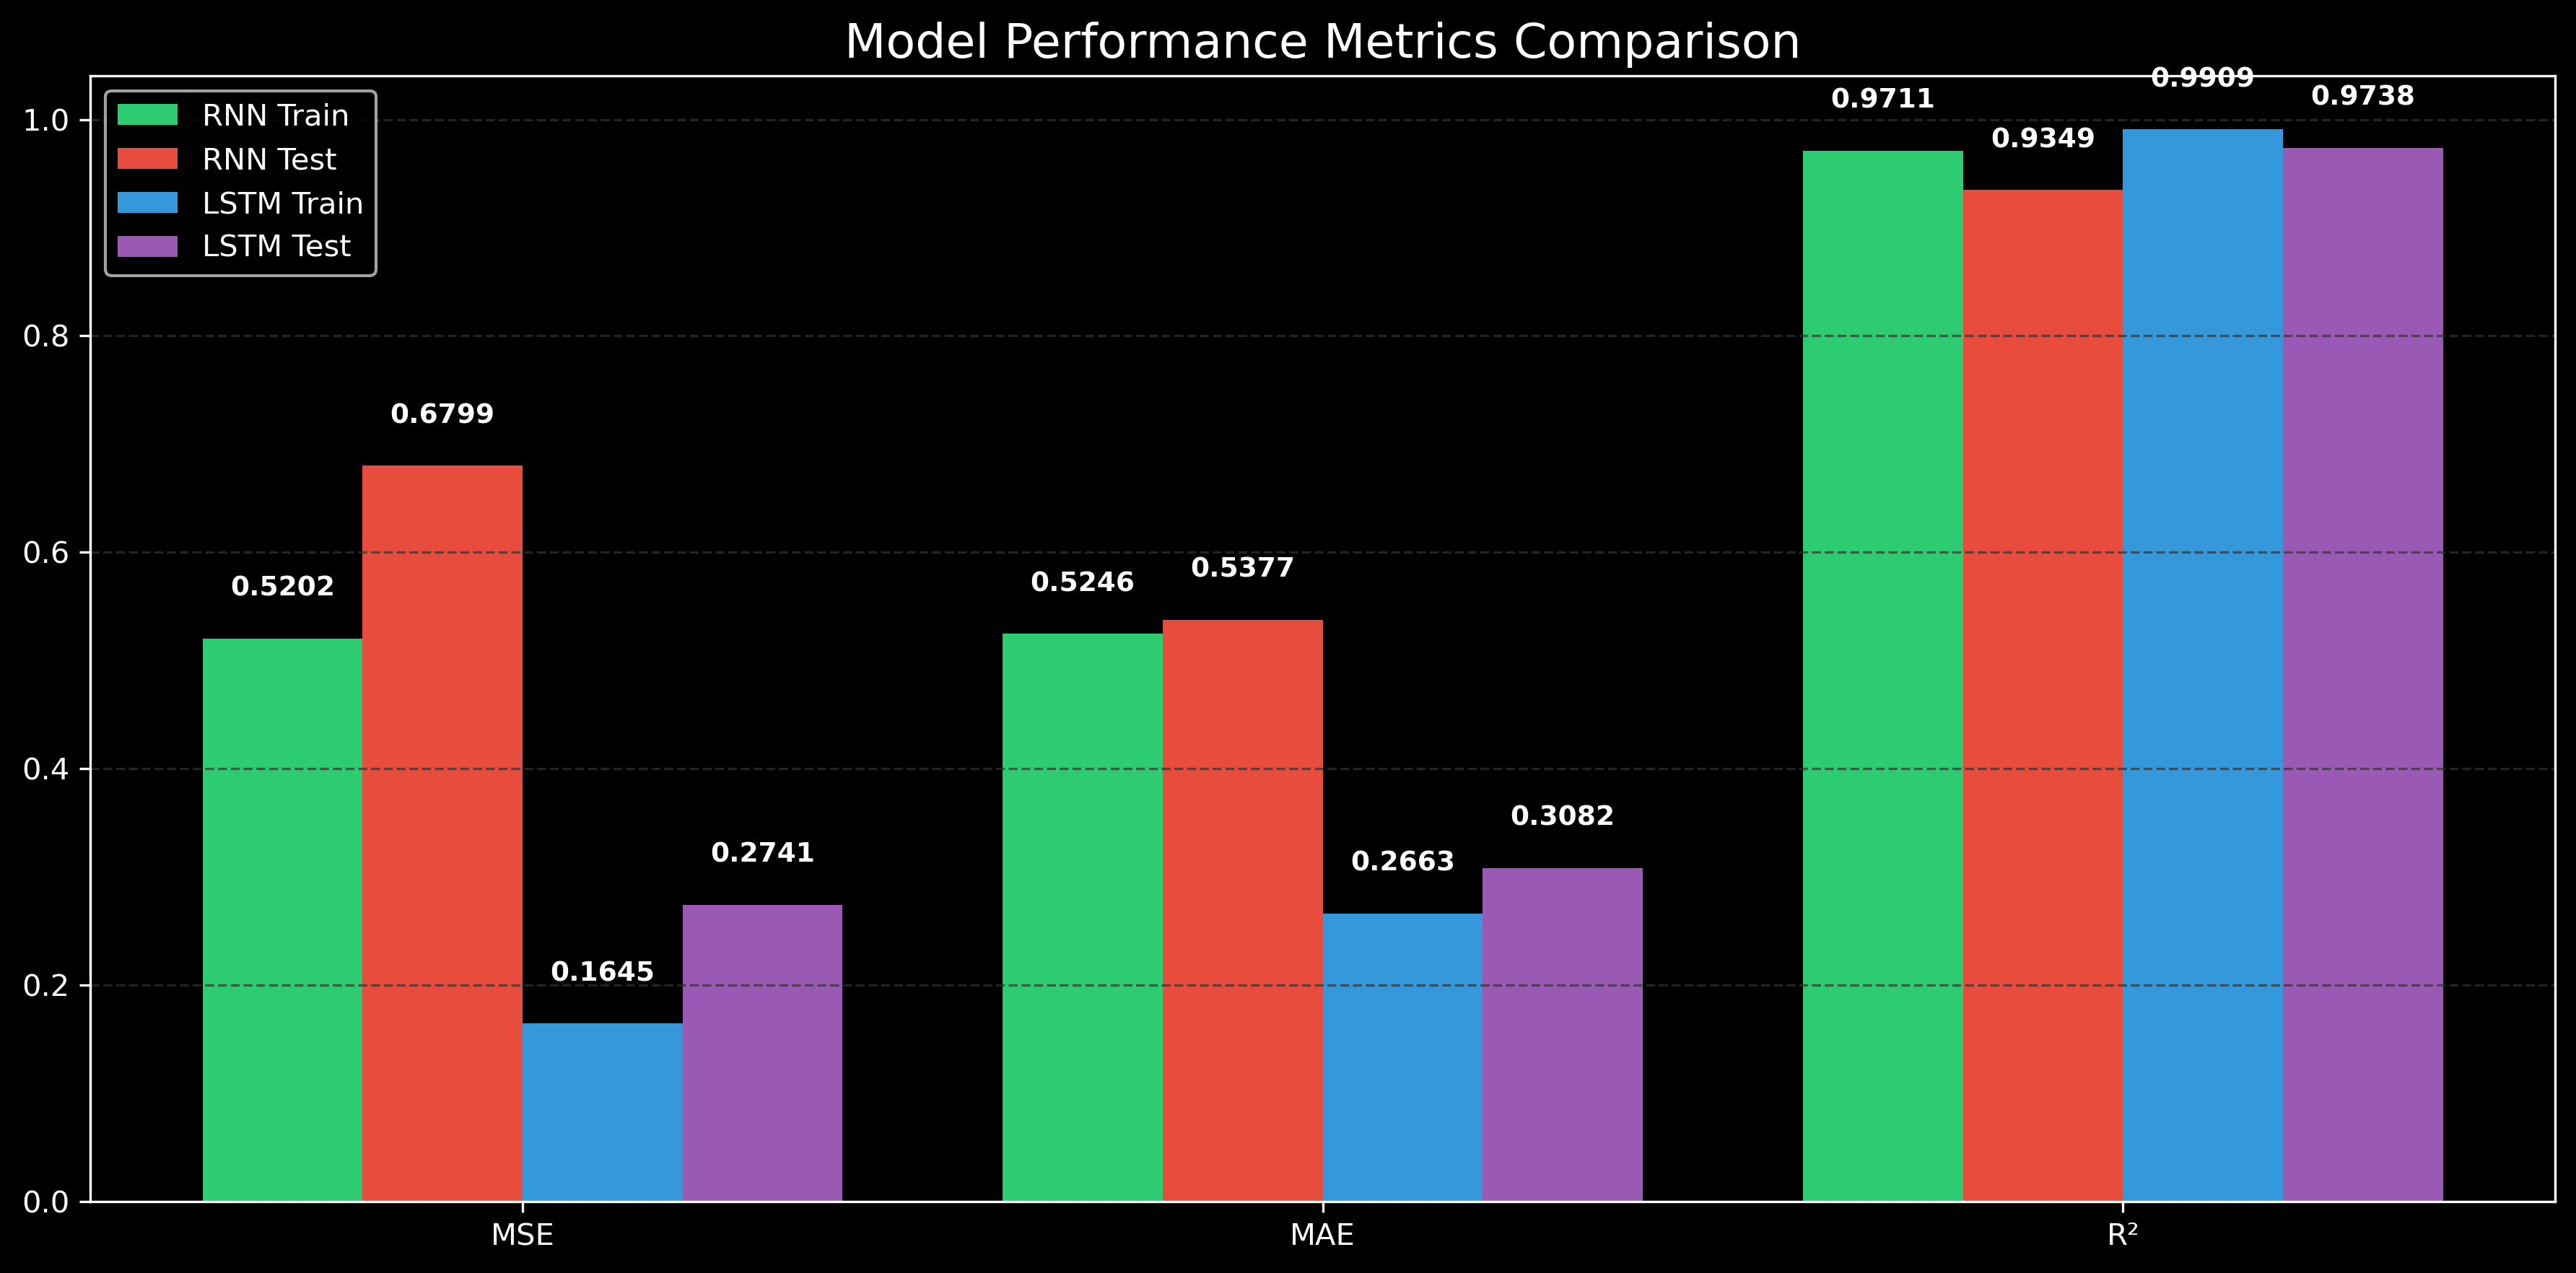 Model Performance Metrics Comparison
RNN Train
RNN Test
LSTM Train
LSTM Test
1.0
0.8
0.6
0.4
0.2
0.0
0.5202
0.6799
0.1645
0.2741
0.5246
0.5377
0.2663
0.3082
0.9711
0.9349
0.9909
0.9738
MSE
MAE
R²